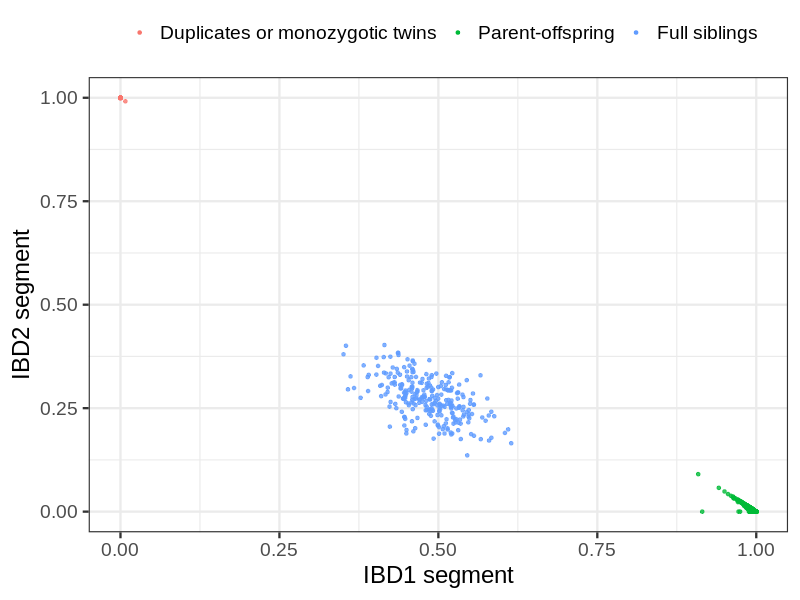 Duplicates or monozygotic twins Parent-offspring Full siblings
1.00
0.75
0.50
0.25
0.00
IBD2 segment
0.00 0.25 0.50 0.75 1.00
IBD1 segment